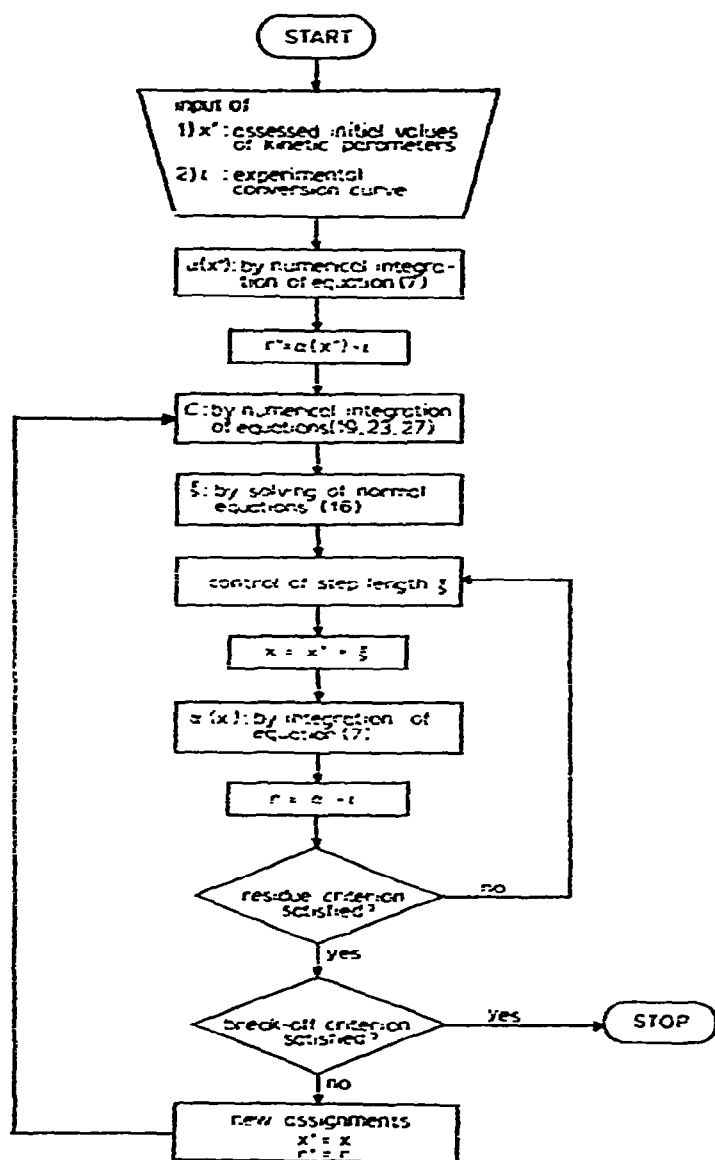 START
input of
1) x° : assessed initial values
of kinetic parameters
2) ι : experimental
conversion curve
α(x°): by numerical integra-
tion of equation (7)
r° = α(x°) - ι
C: by numerical integration
of equations (19, 23, 27)
ξ: by solving of normal
equations (16)
control of step length ξ
x = x° + ξ
α (x): by integration of
equation (7)
r = α - ι
residue criterion
satisfied?
no
yes
break-off criterion
satisfied?
yes
STOP
no
new assignments
x° = x
r° = r